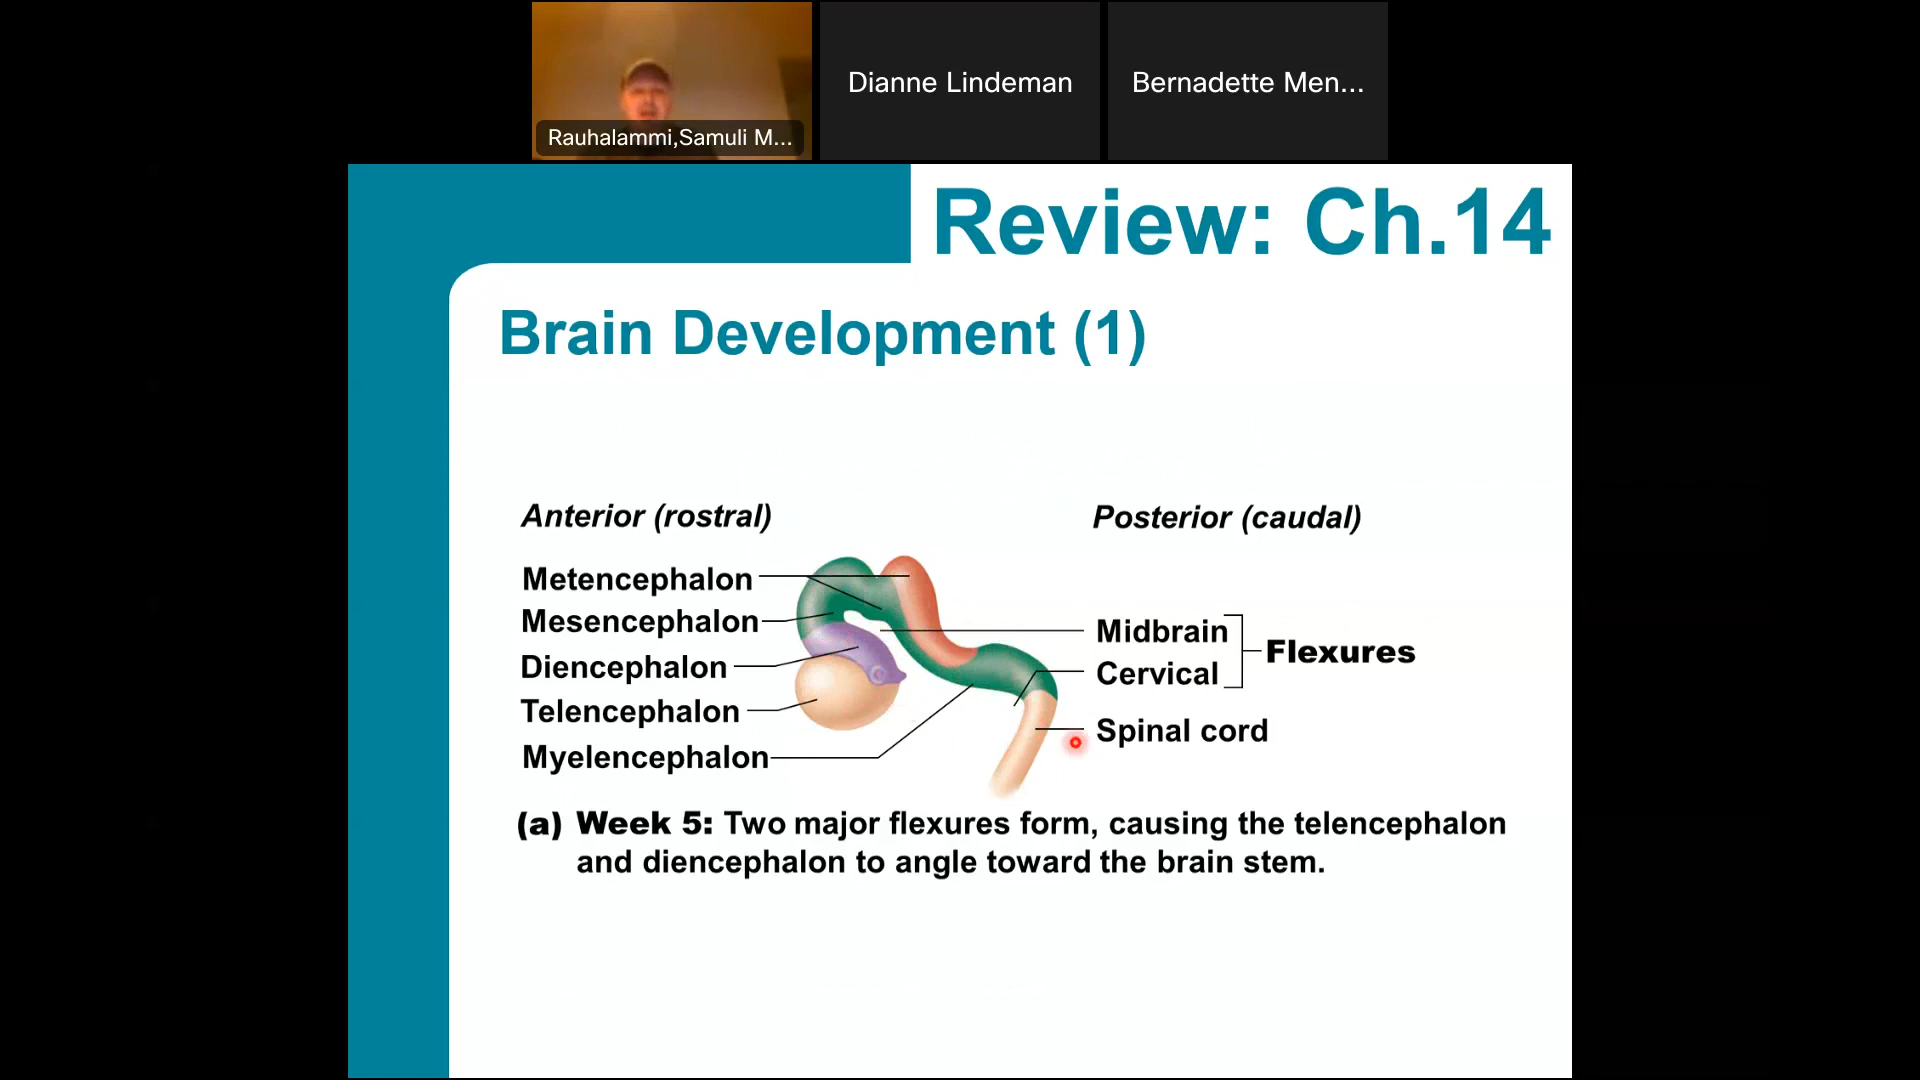 Dianne Lindeman
Bernadette Men...
Rauhalammi,Samuli M...
Review: Ch.14
Brain Development (1)
Anterior (rostral)
Posterior (caudal)
Metencephalon
Mesencephalon
Diencephalon
Telencephalon
Myelencephalon
Midbrain
Cervical
Flexures
Spinal cord
(a) Week 5: Two major flexures form, causing the telencephalon
and diencephalon to angle toward the brain stem.